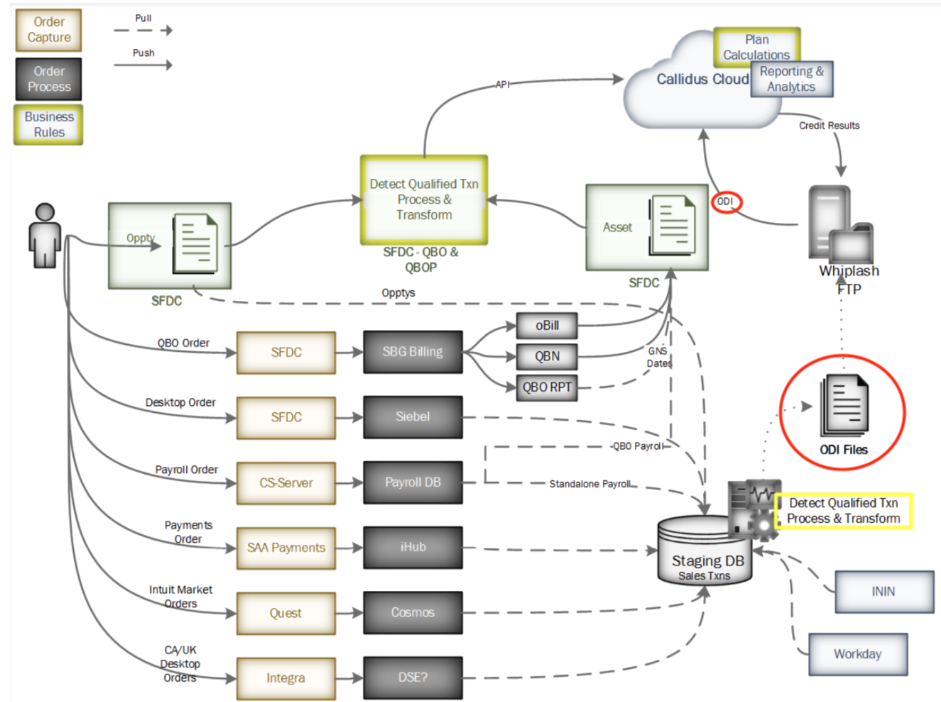 Order
Capture
Pull
Push
Order
Process
Business
Rules
Plan
Calculations
Callidus Cloud
Reporting &
Analytics
API
Credit Results
Detect Qualified Txn
Process &
Transform
ODI
Oppty
Asset
SFDC - QBO &
QBOP
Whiplash
FTP
SFDC
SFDC
Opptys
QBO Order
SFDC
SBG Billing
oBill
QBN
QBO RPT
GNS
Dates
Desktop Order
SFDC
Siebel
ODI Files
QBO Payroll
Payroll Order
CS-Server
Payroll DB
Standalone Payroll
Detect Qualified Txn
Process & Transform
Payments
Order
SAA Payments
iHub
Staging DB
Sales Txns
ININ
Intuit Market
Orders
Quest
Cosmos
CA/UK
Desktop
Orders
Integra
DSE?
Workday